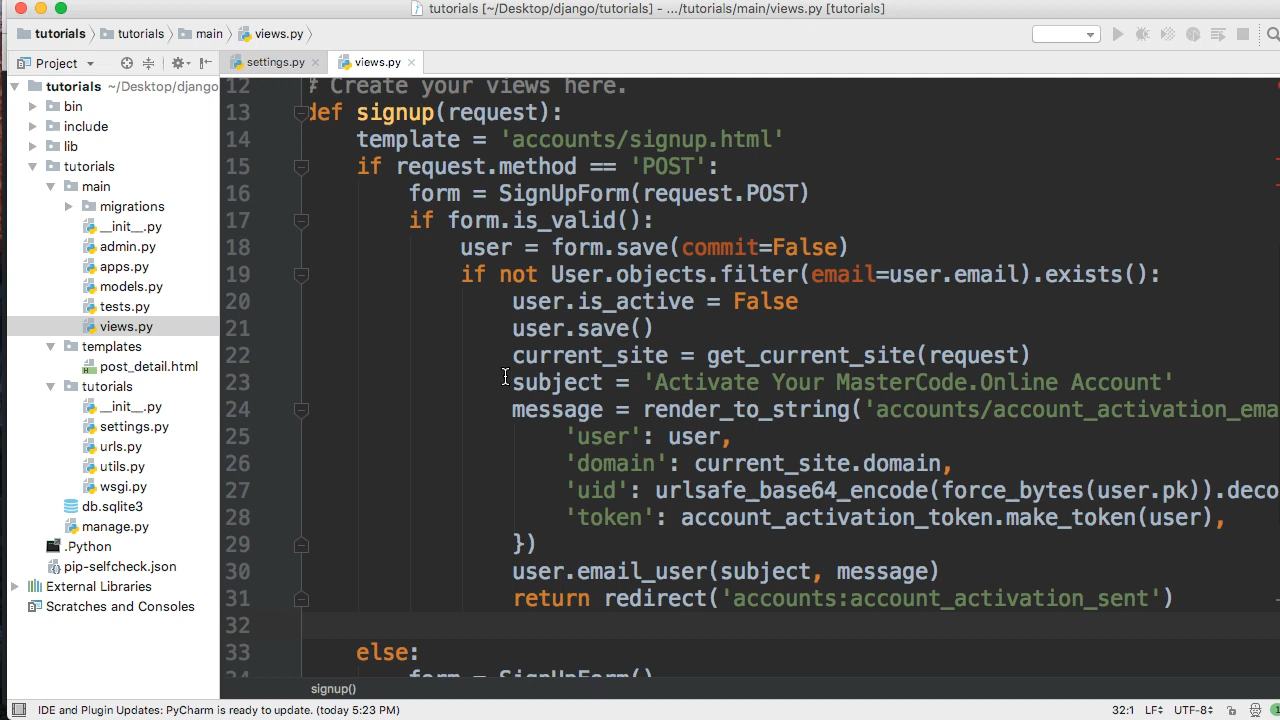 tutorials [~/Desktop/django/tutorials] - .../tutorials/main/views.py [tutorials]
tutorials tutorials main views.py
Project settings.py views.py
tutorials ~/Desktop/django
bin
include
lib
tutorials
main
migrations
__init__.py
admin.py
apps.py
models.py
tests.py
views.py
templates
post_detail.html
tutorials
__init__.py
settings.py
urls.py
utils.py
wsgi.py
db.sqlite3
manage.py
.Python
pip-selfcheck.json
External Libraries
Scratches and Consoles
12 # Create your views here.
13 def signup(request):
14 template = 'accounts/signup.html'
15 if request.method == 'POST':
16 form = SignUpForm(request.POST)
17 if form.is_valid():
18 user = form.save(commit=False)
19 if not User.objects.filter(email=user.email).exists():
20 user.is_active = False
21 user.save()
22 current_site = get_current_site(request)
23 subject = 'Activate Your MasterCode.Online Account'
24 message = render_to_string('accounts/account_activation_ema
25 'user': user,
26 'domain': current_site.domain,
27 'uid': urlsafe_base64_encode(force_bytes(user.pk)).deco
28 'token': account_activation_token.make_token(user),
29 })
30 user.email_user(subject, message)
31 return redirect('accounts:account_activation_sent')
32
33 else:
34 form = SignUpForm()
signup()
IDE and Plugin Updates: PyCharm is ready to update. (today 5:23 PM) 32:1 LF UTF-8